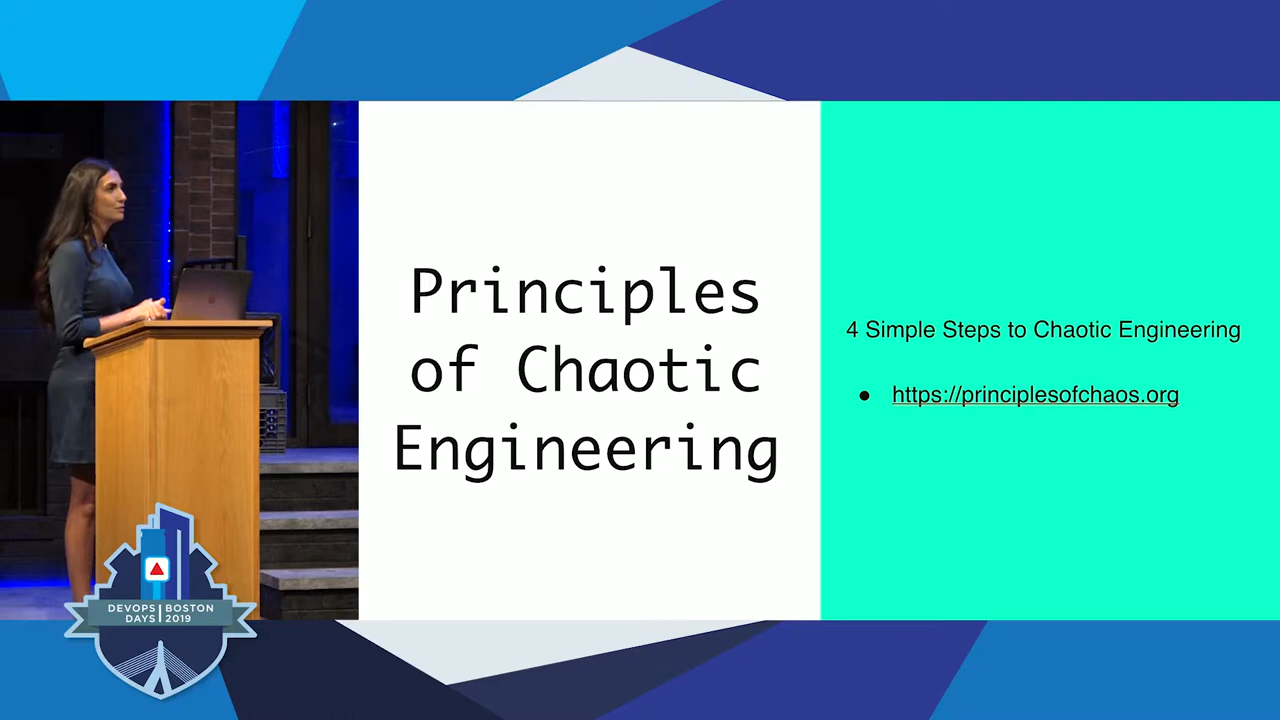 Principles
of Chaotic
Engineering
4 Simple Steps to Chaotic Engineering
● https://principlesofchaos.org
DEVOPS BOSTON
DAYS 2019